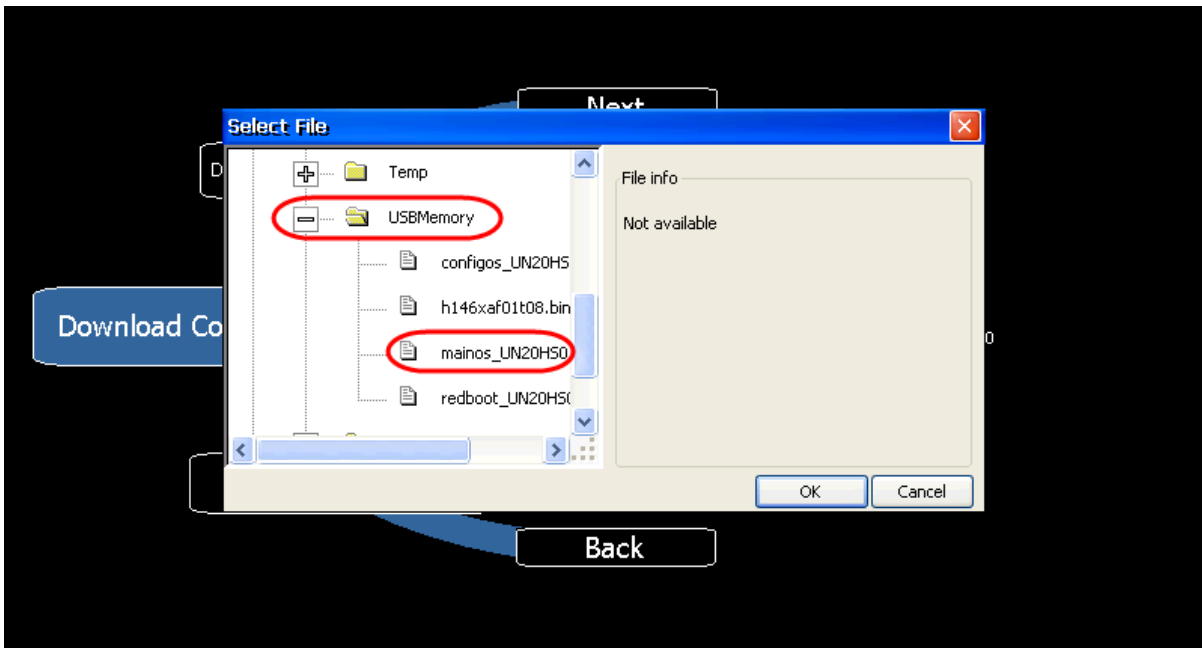 Next
Select File
D
Temp
File info
USBMemory
Not available
configos_UN20HS
h146xaf01t08.bin
Download Co
mainos_UN20HS0
0
redboot_UN20HS0
OK
Cancel
Back